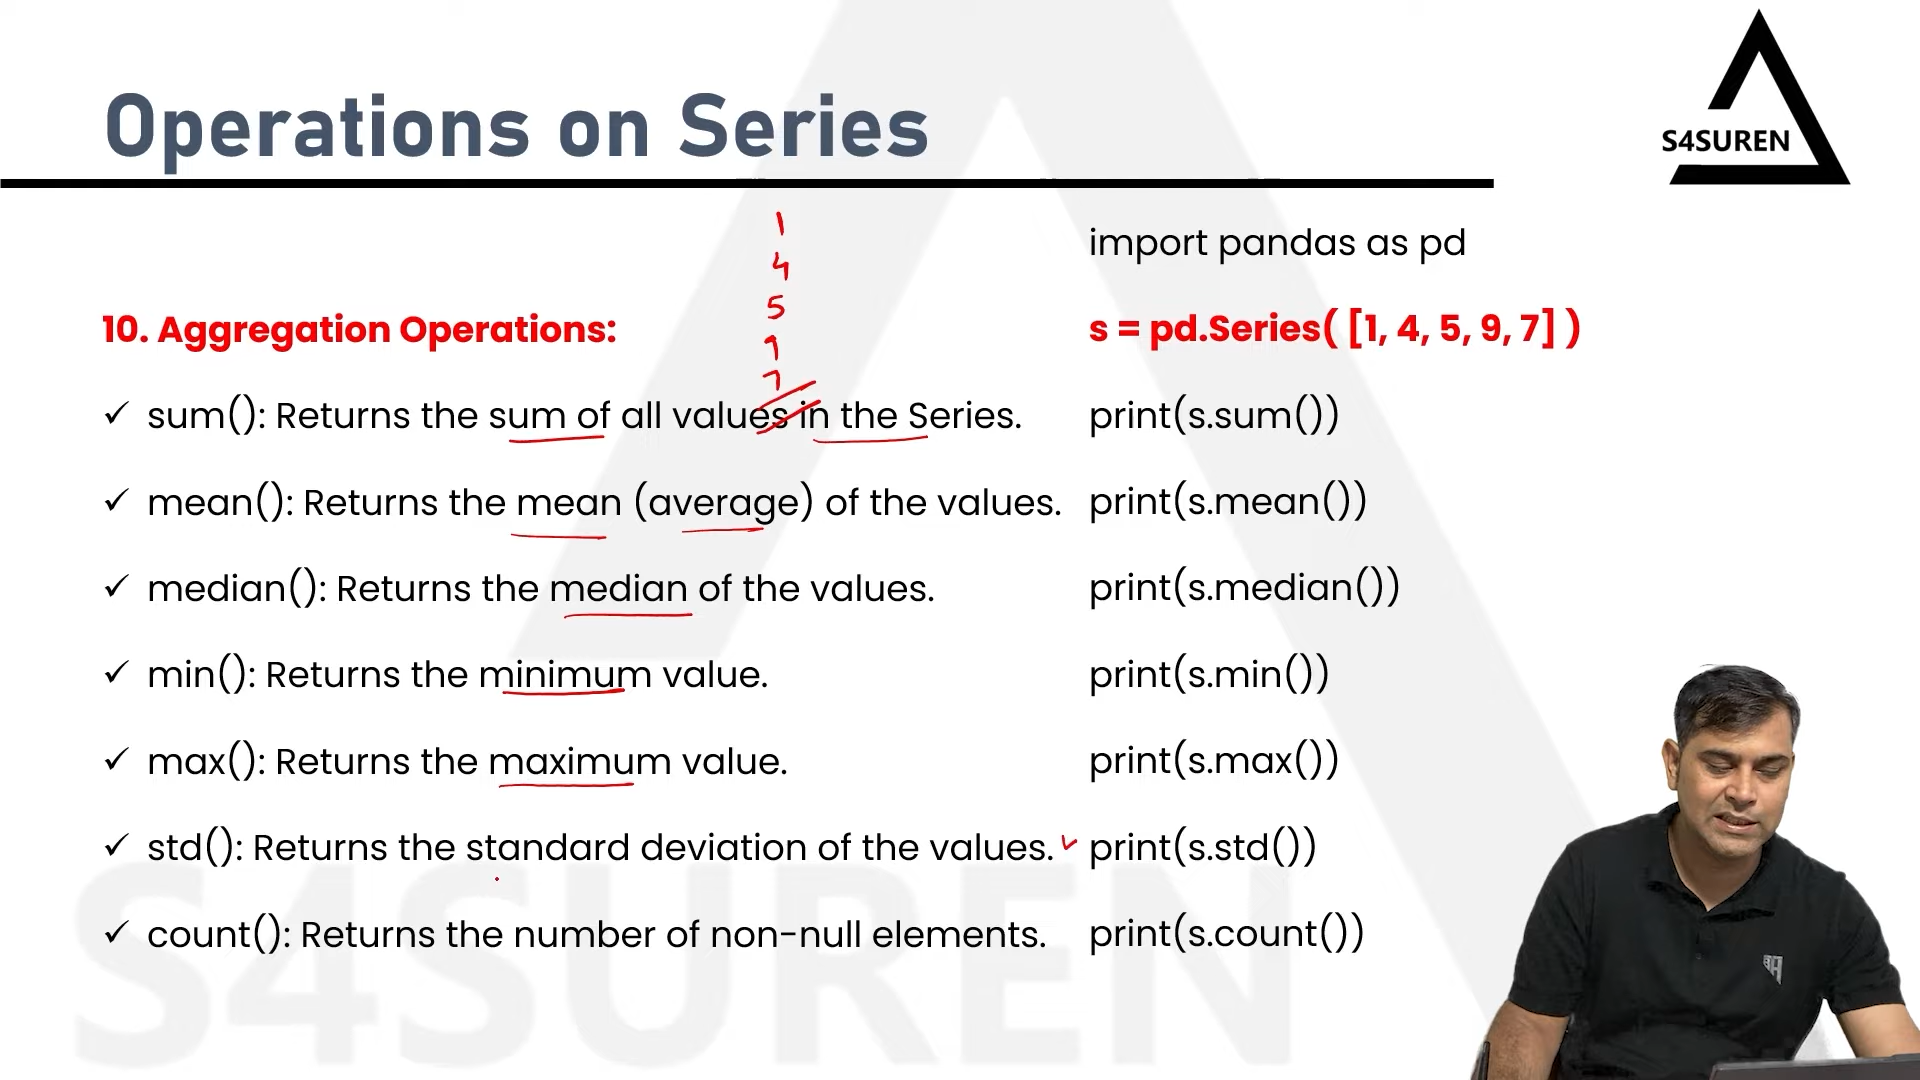 Operations on Series
S4SUREN
1
4
5
9
7
import pandas as pd
10. Aggregation Operations:
s = pd.Series( [1, 4, 5, 9, 7] )
✓ sum(): Returns the sum of all values in the Series.
print(s.sum())
✓ mean(): Returns the mean (average) of the values.
print(s.mean())
✓ median(): Returns the median of the values.
print(s.median())
✓ min(): Returns the minimum value.
print(s.min())
✓ max(): Returns the maximum value.
print(s.max())
✓ std(): Returns the standard deviation of the values.
print(s.std())
✓ count(): Returns the number of non-null elements.
print(s.count())
S4SUREN